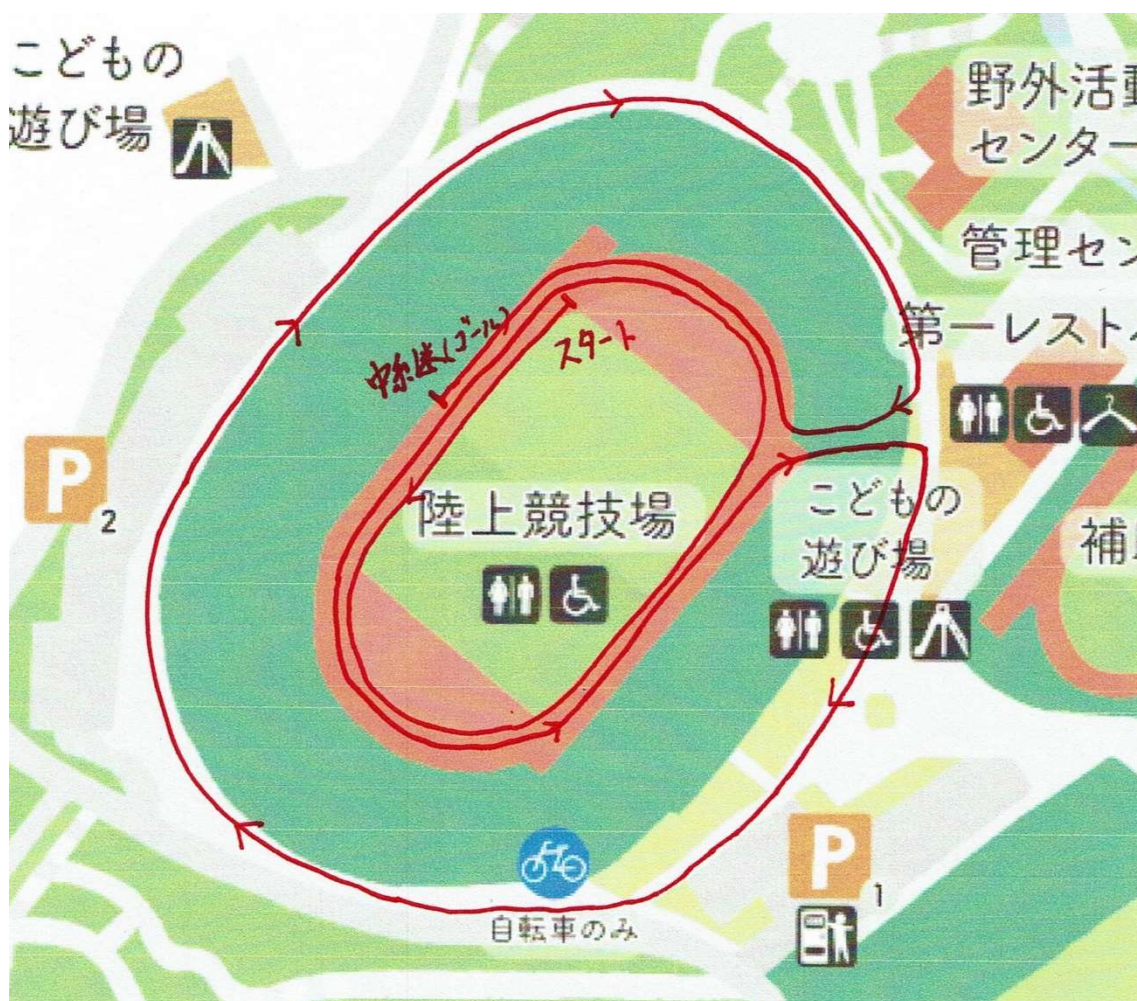 こどもの
遊び場
野外活動
センター
管理セン
第一レスト
中継(ゴール)
スタート
P
2
陸上競技場
こどもの
遊び場
補
P
1
自転車のみ